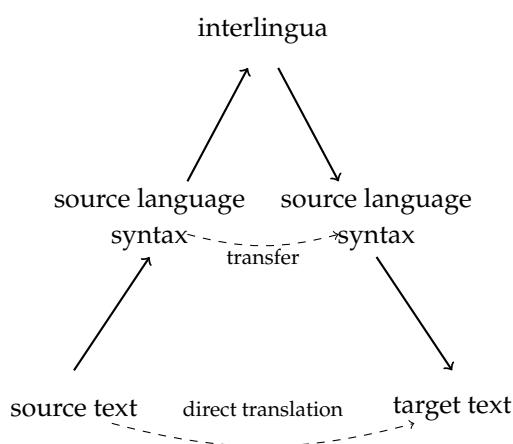 interlingua
source language source language
syntax syntax
transfer
source text direct translation target text